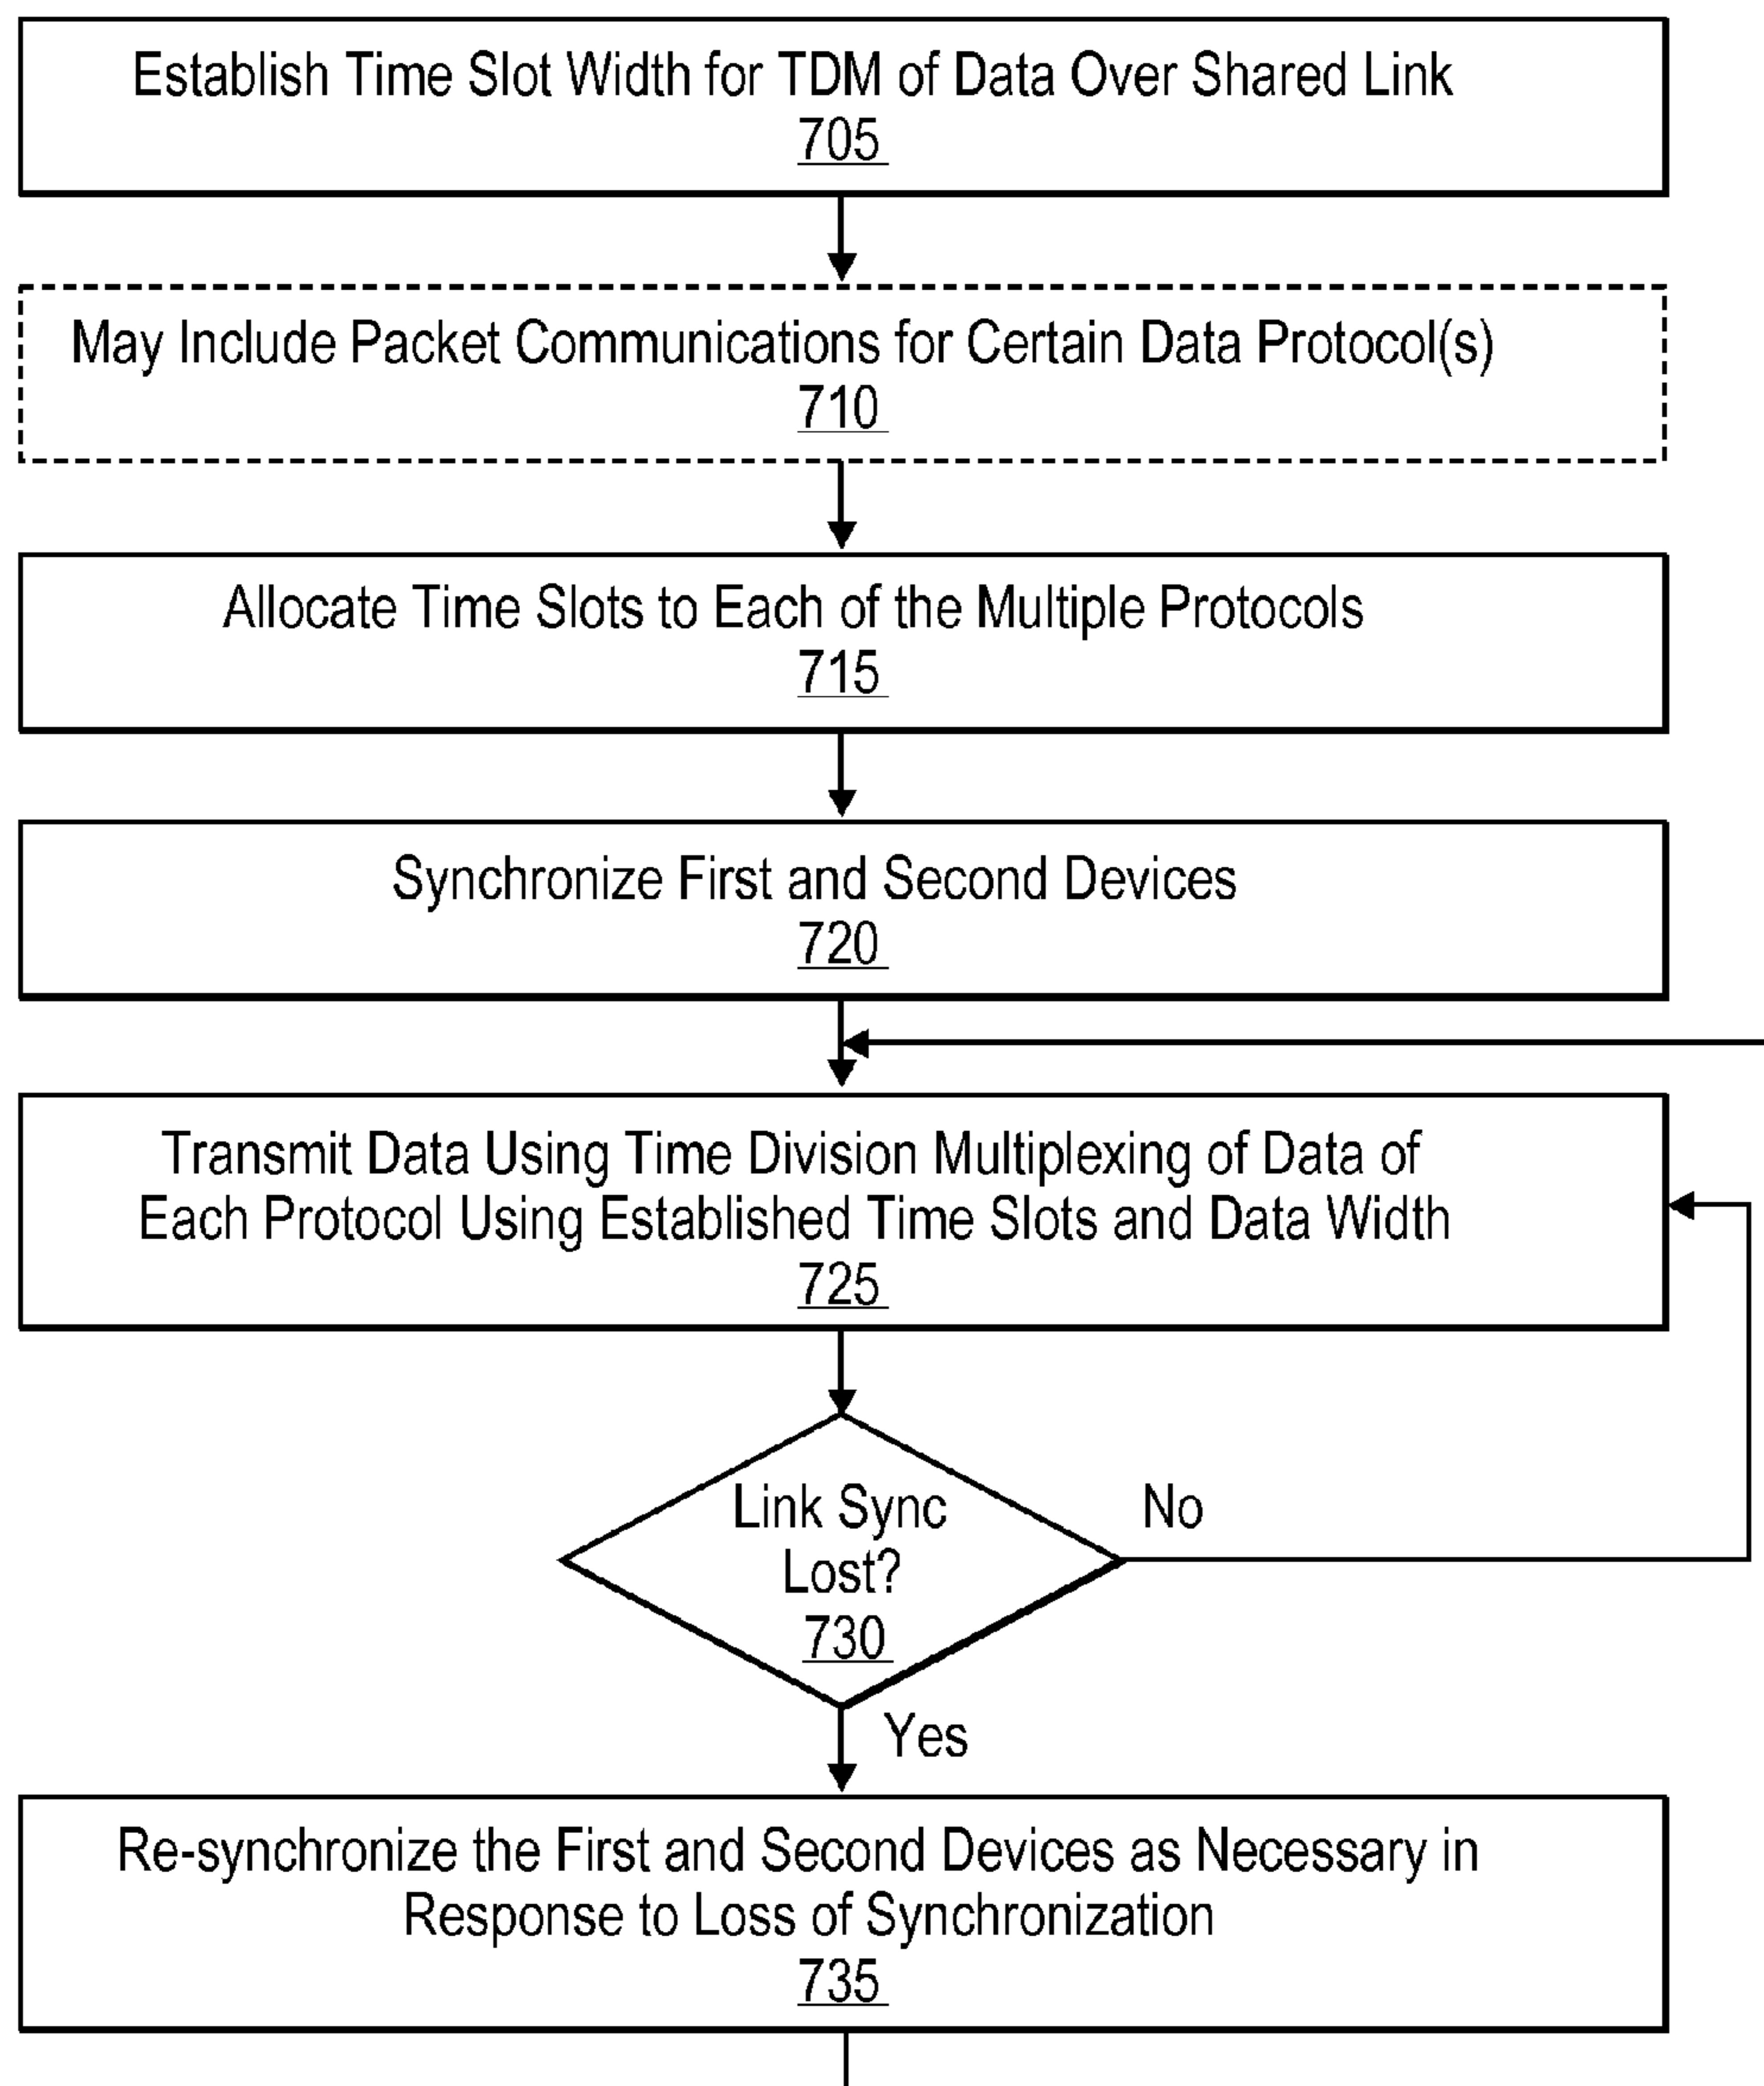 Establish Time Slot Width for TDM of Data Over Shared Link
705
May Include Packet Communications for Certain Data Protocol(s)
710
Allocate Time Slots to Each of the Multiple Protocols
715
Synchronize First and Second Devices
720
Transmit Data Using Time Division Multiplexing of Data of
Each Protocol Using Established Time Slots and Data Width
725
Link Sync
Lost?
730
No
Yes
Re-synchronize the First and Second Devices as Necessary in
Response to Loss of Synchronization
735